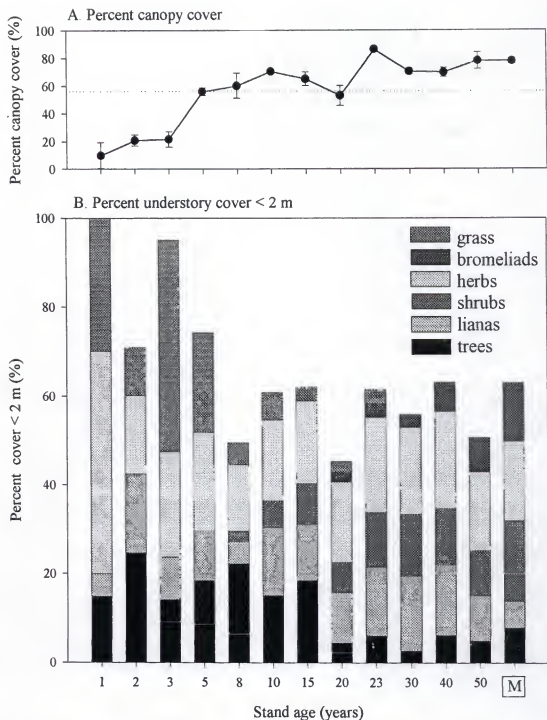 A. Percent canopy cover
100
80
60
40
20
0
Percent canopy cover (%)
B. Percent understory cover < 2 m
100
80
60
40
20
0
Percent cover < 2 m (%)
grass
bromeliads
herbs
shrubs
lianas
trees
1 2 3 5 8 10 15 20 23 30 40 50 M
Stand age (years)